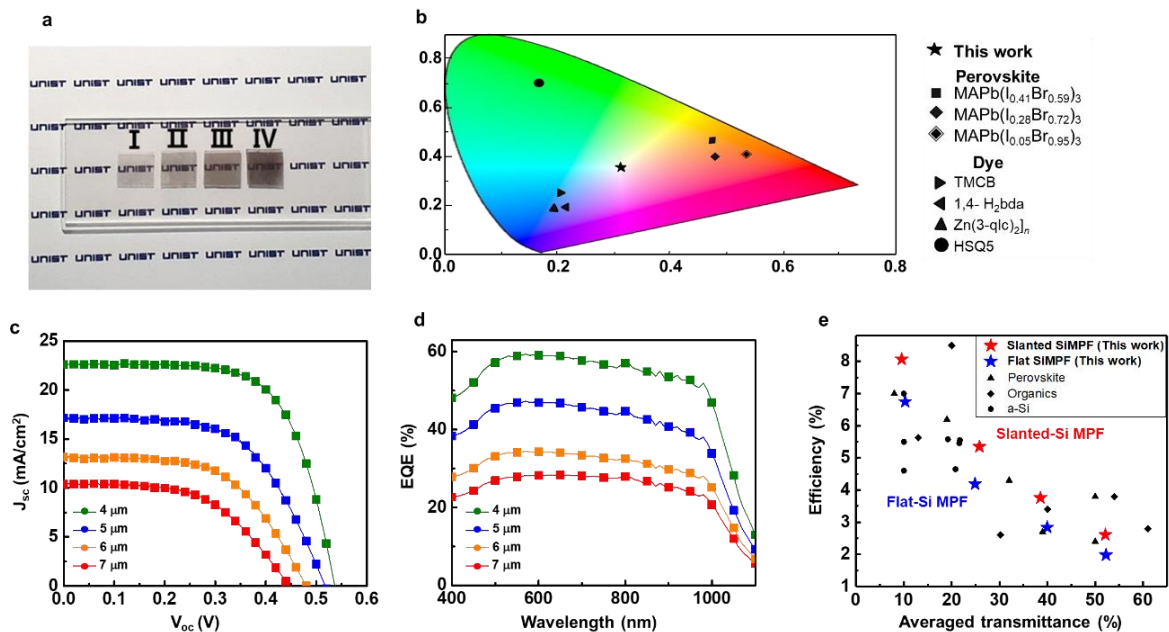 a
UNIST UNIST UNIST UNIST UNIST UNIST UNIST UNIST
UNIST UNIST UNIST UNIST UNIST UNIST UNIST UNIST
I II III IV
UNIST UNIST UNIST UNIST UNIST UNIST UNIST UNIST
UNIST UNIST UNIST UNIST UNIST UNIST UNIST UNIST
UNIST UNIST UNIST UNIST UNIST UNIST UNIST UNIST
b
0.8
0.6
0.4
0.2
0.0
0.0 0.2 0.4 0.6 0.8
This work
Perovskite
MAPb(I0.41Br0.59)3
MAPb(I0.28Br0.72)3
MAPb(I0.05Br0.95)3
Dye
TMCB
1,4- H2bda
Zn(3-qlc)2]n
HSQ5
c
Jsc (mA/cm2)
25
20
15
10
5
0
4 μm
5 μm
6 μm
7 μm
0.0 0.1 0.2 0.3 0.4 0.5 0.6
Voc (V)
d
EQE (%)
60
40
20
0
4 μm
5 μm
6 μm
7 μm
400 600 800 1000
Wavelength (nm)
e
Efficiency (%)
8
7
6
5
4
3
2
1
Slanted SiMPF (This work)
Flat SiMPF (This work)
Perovskite
Organics
a-Si
Slanted-Si MPF
Flat-Si MPF
0 10 20 30 40 50 60
Averaged transmittance (%)